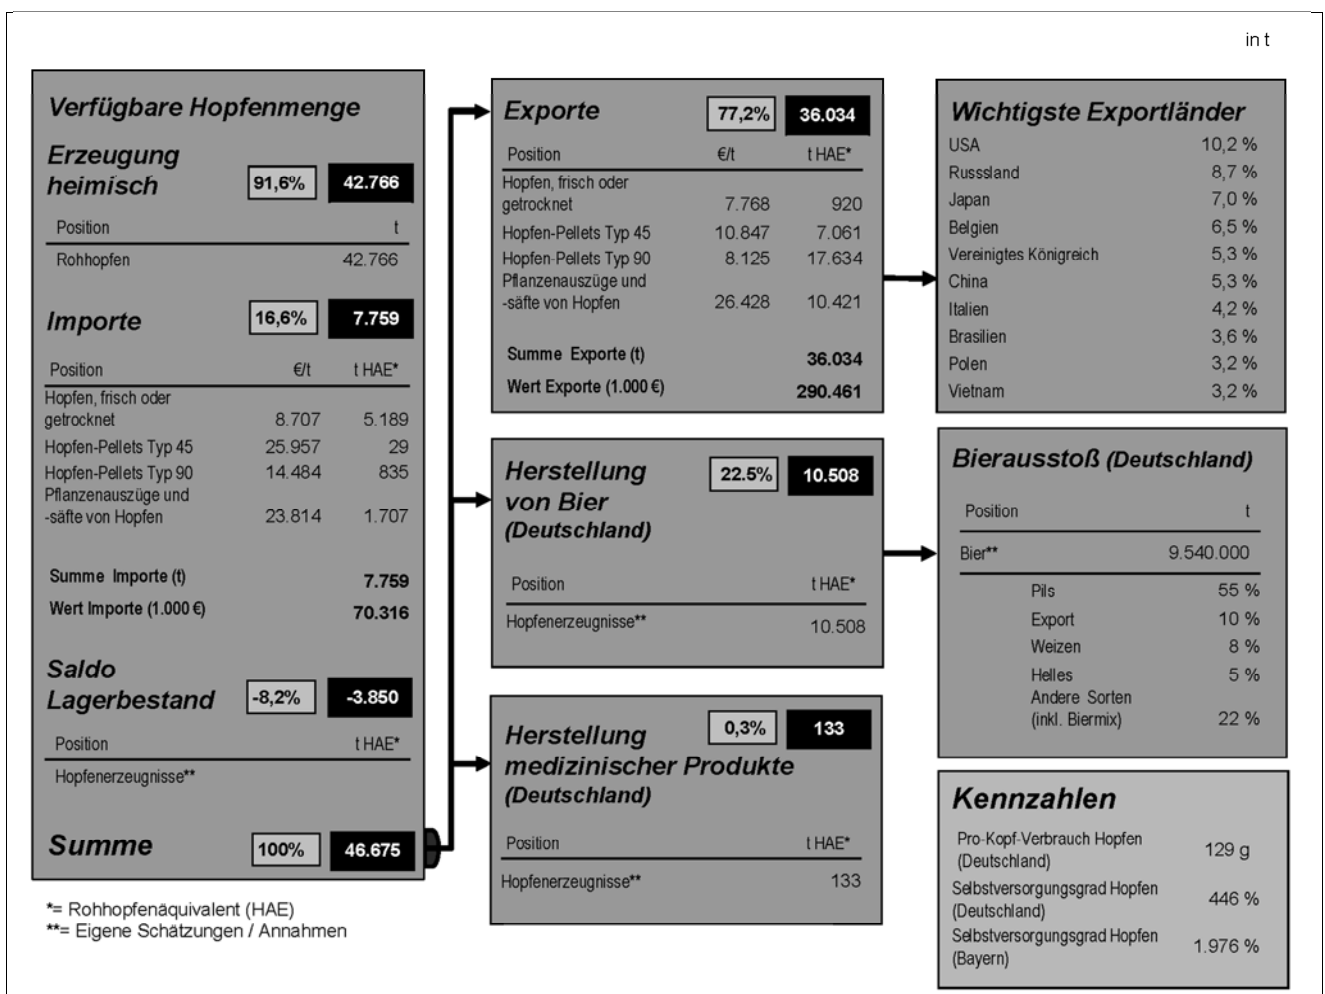 in t
Verfügbare Hopfenmenge
Erzeugung
heimisch 91,6% 42.766
Position t
Rohhopfen 42.766
Importe 16,6% 7.759
Position €/t t HAE*
Hopfen, frisch oder
getrocknet 8.707 5.189
Hopfen-Pellets Typ 45 25.957 29
Hopfen-Pellets Typ 90 14.484 835
Pflanzenauszüge und
-säfte von Hopfen 23.814 1.707
Summe Importe (t) 7.759
Wert Importe (1.000 €) 70.316
Saldo
Lagerbestand -8,2% -3.850
Position t HAE*
Hopfenerzeugnisse**
Summe 100% 46.675
*= Rohhopfenäquivalent (HAE)
**= Eigene Schätzungen / Annahmen
Exporte 77,2% 36.034
Position €/t t HAE*
Hopfen, frisch oder
getrocknet 7.768 920
Hopfen-Pellets Typ 45 10.847 7.061
Hopfen-Pellets Typ 90 8.125 17.634
Pflanzenauszüge und
-säfte von Hopfen 26.428 10.421
Summe Exporte (t) 36.034
Wert Exporte (1.000 €) 290.461
Herstellung 22.5% 10.508
von Bier
(Deutschland)
Position t HAE*
Hopfenerzeugnisse** 10.508
Herstellung 0,3% 133
medizinischer Produkte
(Deutschland)
Position t HAE*
Hopfenerzeugnisse** 133
Wichtigste Exportländer
USA 10,2 %
Russsland 8,7 %
Japan 7,0 %
Belgien 6,5 %
Vereinigtes Königreich 5,3 %
China 5,3 %
Italien 4,2 %
Brasilien 3,6 %
Polen 3,2 %
Vietnam 3,2 %
Bierausstoß (Deutschland)
Position t
Bier** 9.540.000
Pils 55 %
Export 10 %
Weizen 8 %
Helles 5 %
Andere Sorten
(inkl. Biermix) 22 %
Kennzahlen
Pro-Kopf-Verbrauch Hopfen
(Deutschland) 129 g
Selbstversorgungsgrad Hopfen
(Deutschland) 446 %
Selbstversorgungsgrad Hopfen
(Bayern) 1.976 %